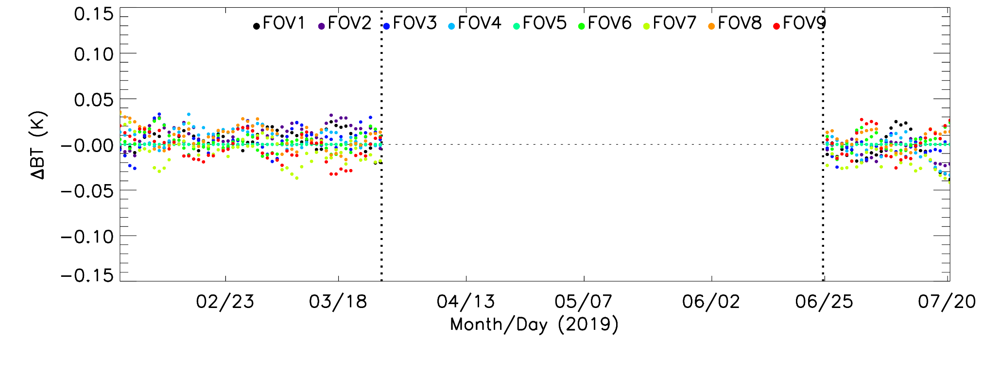 0.15
FOV1 FOV2 FOV3 FOV4 FOV5 FOV6 FOV7 FOV8 FOV9
0.10
0.05
ΔBT (K)
−0.00
−0.05
−0.10
−0.15
02/23 03/18 04/13 05/07 06/02 06/25 07/20
Month/Day (2019)